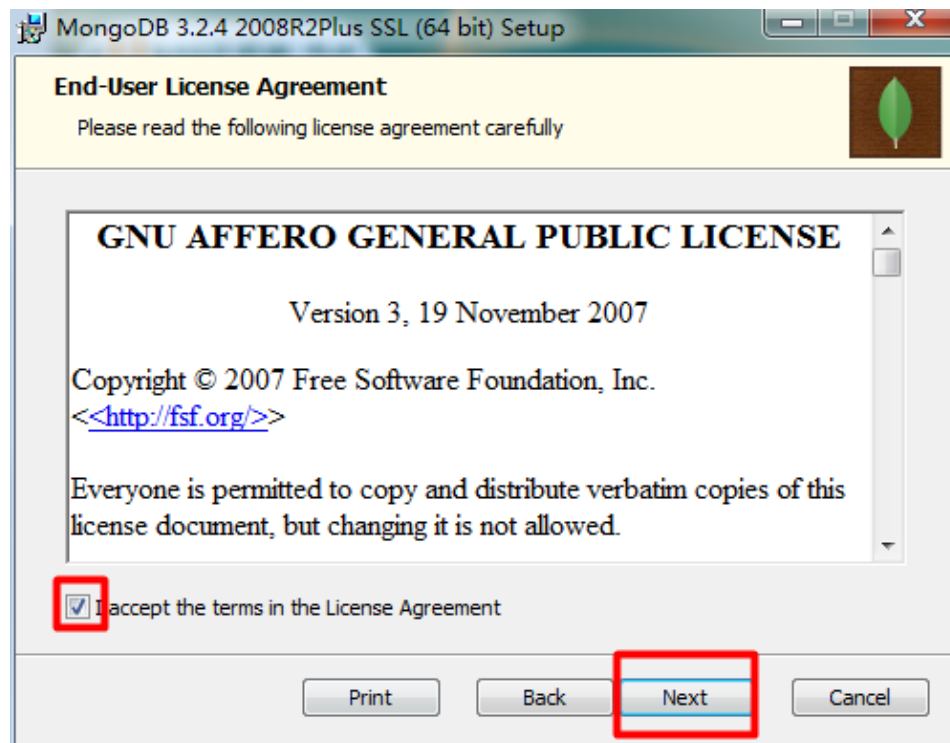 MongoDB 3.2.4 2008R2Plus SSL (64 bit) Setup
End-User License Agreement
Please read the following license agreement carefully
GNU AFFERO GENERAL PUBLIC LICENSE
Version 3, 19 November 2007
Copyright © 2007 Free Software Foundation, Inc.
<<http://fsf.org/>>
Everyone is permitted to copy and distribute verbatim copies of this
license document, but changing it is not allowed.
I accept the terms in the License Agreement
Print Back Next Cancel